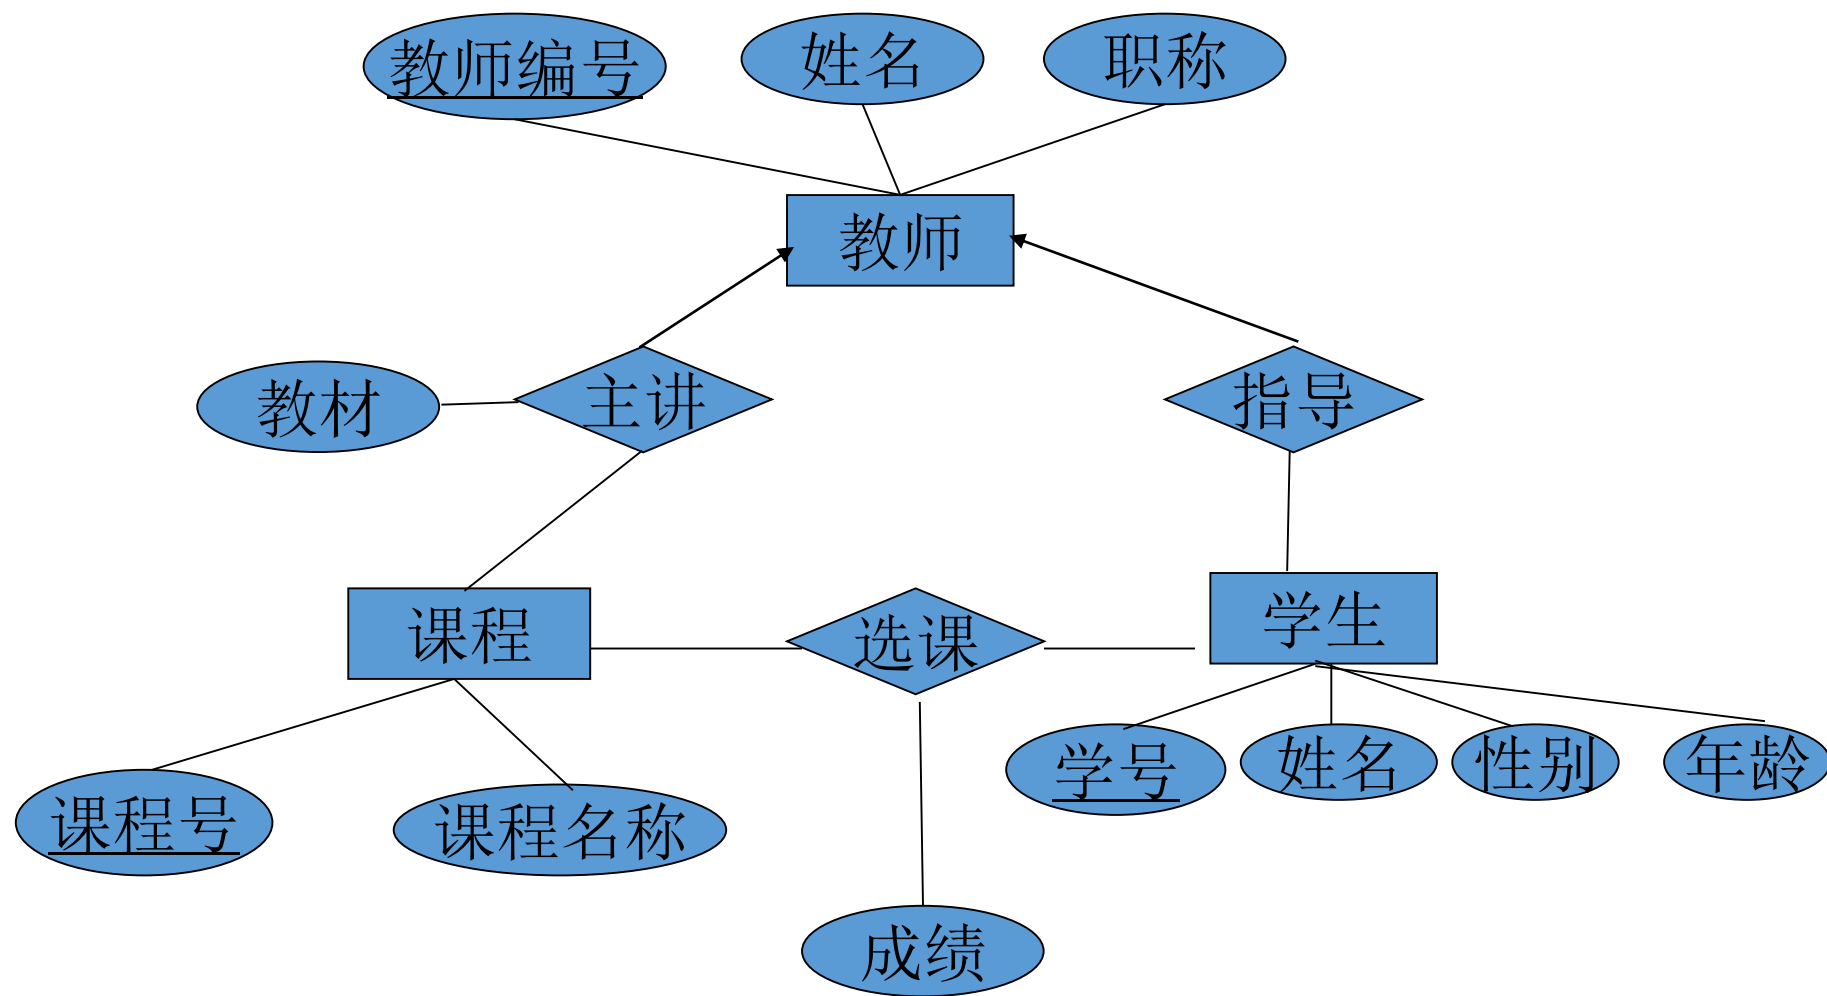 教师编号
姓名
职称
教师
教材
主讲
指导
课程
选课
学生
课程号
课程名称
学号
姓名
性别
年龄
成绩